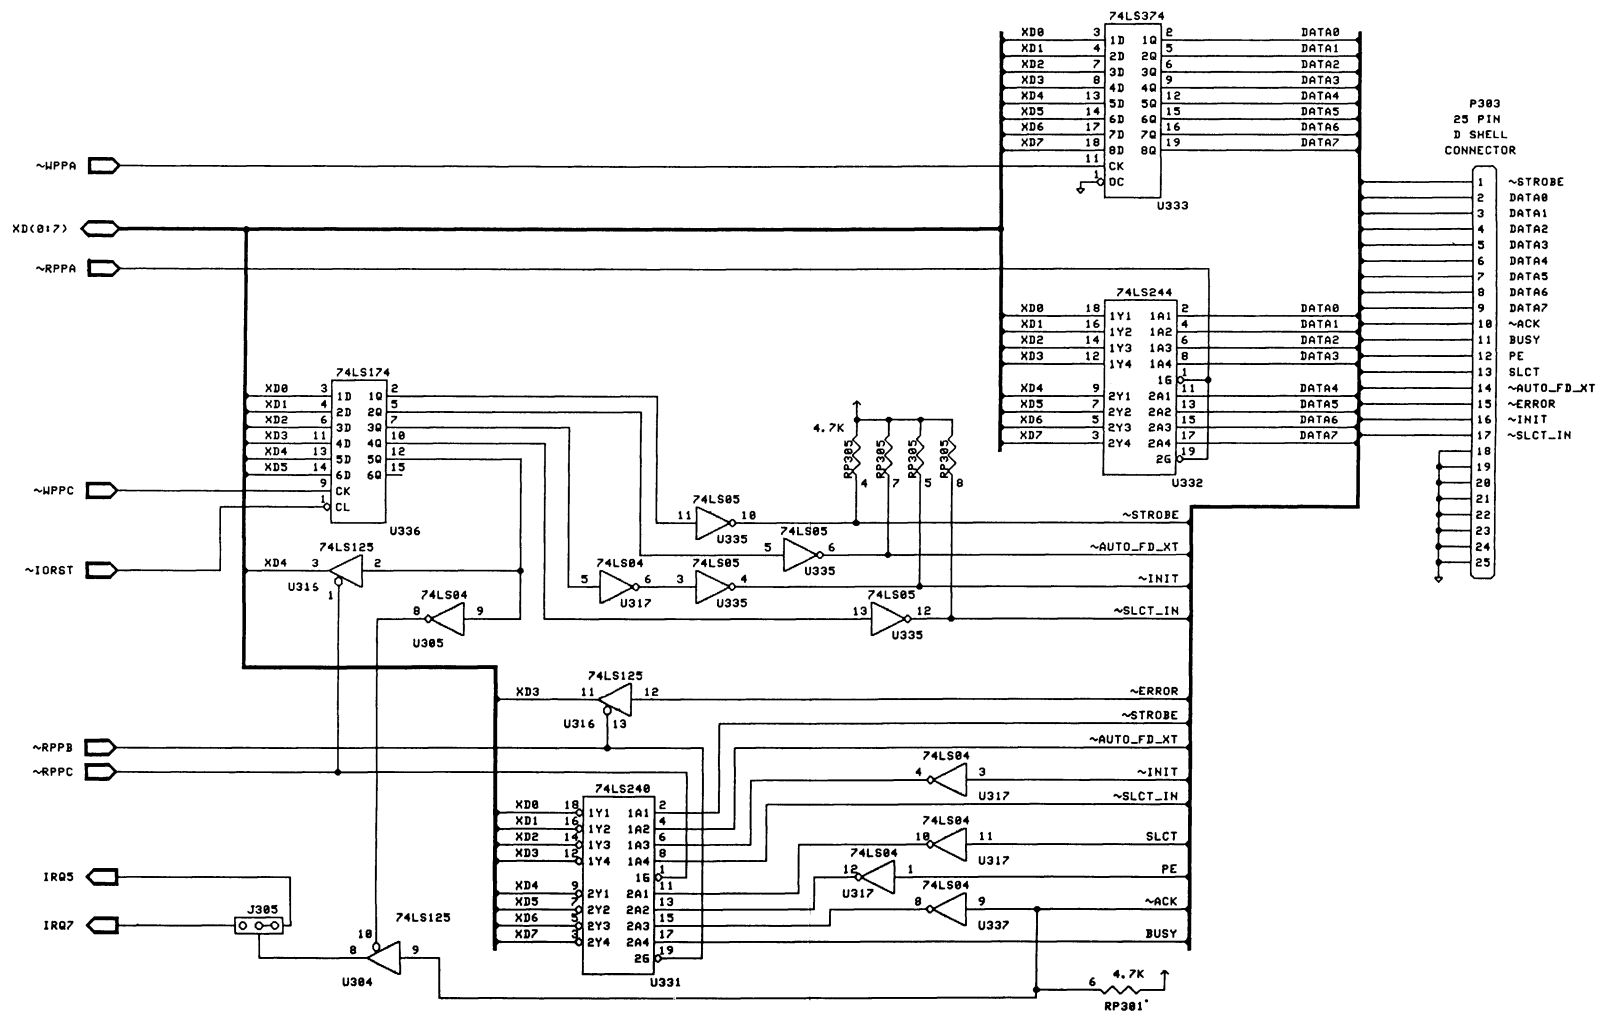 74LS374
XD0 3 1D 1Q 2 DATA0
XD1 4 2D 2Q 5 DATA1
XD2 7 3D 3Q 6 DATA2
XD3 8 4D 4Q 9 DATA3
XD4 13 5D 5Q 12 DATA4
XD5 14 6D 6Q 15 DATA5
XD6 17 7D 7Q 16 DATA6
XD7 18 8D 8Q 19 DATA7
11 CK
1 OC
U333
P303
25 PIN
D SHELL
CONNECTOR
1 ~STROBE
2 DATA0
3 DATA1
4 DATA2
5 DATA3
6 DATA4
7 DATA5
8 DATA6
9 DATA7
10 ~ACK
11 BUSY
12 PE
13 SLCT
14 ~AUTO_FD_XT
15 ~ERROR
16 ~INIT
17 ~SLCT_IN
18
19
20
21
22
23
24
25
~WPPA
XD(0:7)
~RPPA
74LS244
XD0 18 1Y1 1A1 2 DATA0
XD1 16 1Y2 1A2 4 DATA1
XD2 14 1Y3 1A3 6 DATA2
XD3 12 1Y4 1A4 8 DATA3
1G 1
XD4 9 2Y1 2A1 11 DATA4
XD5 7 2Y2 2A2 13 DATA5
XD6 5 2Y3 2A3 15 DATA6
XD7 3 2Y4 2A4 17 DATA7
2G 19
U332
74LS174
XD0 3 1D 1Q 2
XD1 4 2D 2Q 5
XD2 6 3D 3Q 7
XD3 11 4D 4Q 10
XD4 13 5D 5Q 12
XD5 14 6D 6Q 15
9 CK
1 CL
U336
~WPPC
~IORST
4.7K
RP305 RP305 RP305 RP305
4 7 5 8
74LS05
11 10 ~STROBE
U335
74LS05
5 6 ~AUTO_FD_XT
U335
74LS04
5 6
U317
74LS05
3 4 ~INIT
U335
74LS05
13 12 ~SLCT_IN
U335
74LS125
XD4 3 2
U316 1
74LS04
8 9
U305
74LS125
XD3 11 12 ~ERROR
U316 13
~STROBE
~AUTO_FD_XT
~RPPB
~RPPC
74LS04
4 3 ~INIT
U317
~SLCT_IN
74LS240
XD0 18 1Y1 1A1 2
XD1 16 1Y2 1A2 4
XD2 14 1Y3 1A3 6
XD3 12 1Y4 1A4 8
1G 1
XD4 9 2Y1 2A1 11
XD5 7 2Y2 2A2 13
XD6 5 2Y3 2A3 15
XD7 3 2Y4 2A4 17
2G 19
U331
74LS04
10 11 SLCT
U317
74LS04
12 1 PE
U317
74LS04
8 9 ~ACK
U337
BUSY
IRQ5
IRQ7
J305
74LS125
10
8 9
U304
4.7K
6
RP301